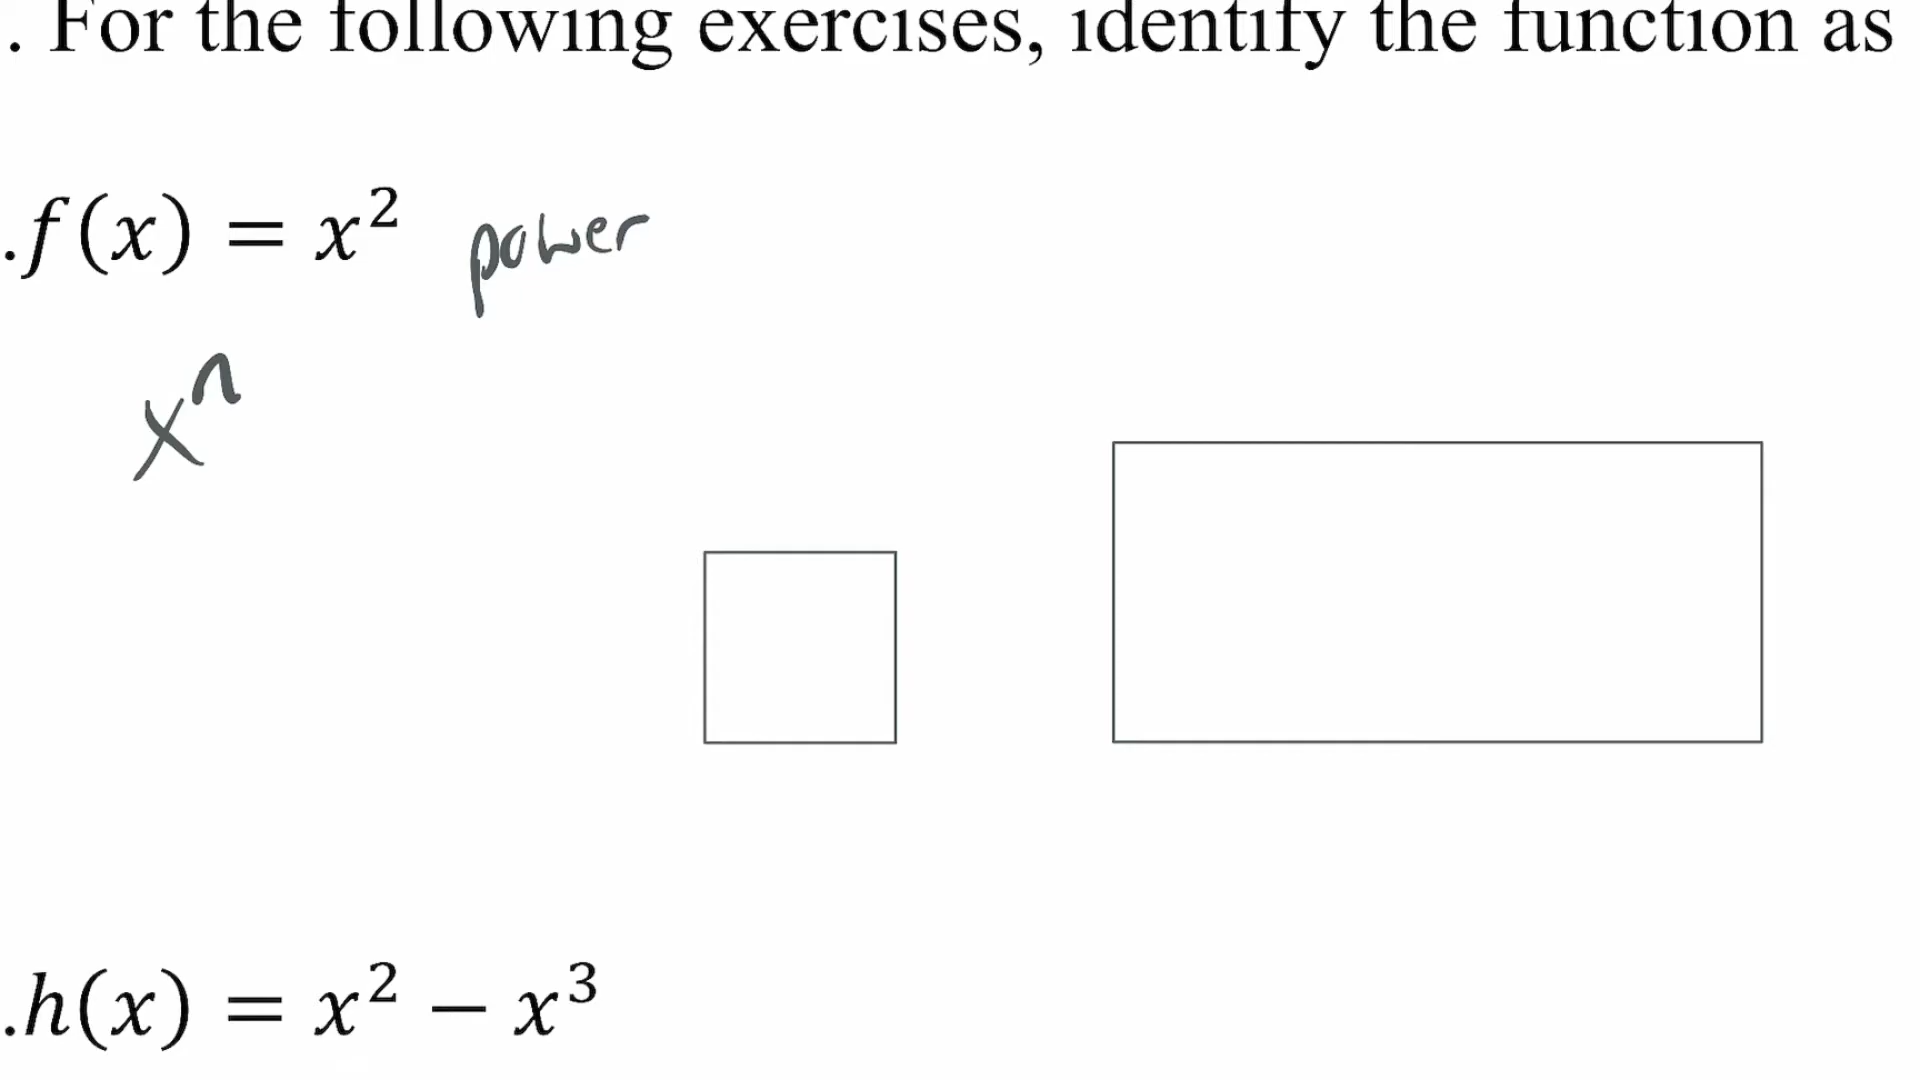 . For the following exercises, identify the function as
.f(x) = x² power
xⁿ
.h(x) = x² − x³